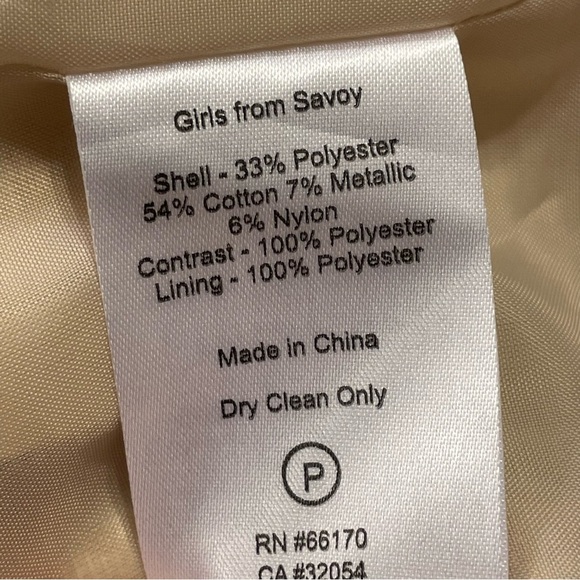 Girls from Savoy
Shell - 33% Polyester
54% Cotton 7% Metallic
6% Nylon
Contrast - 100% Polyester
Lining - 100% Polyester
Made in China
Dry Clean Only
P
RN #66170
CA #32054